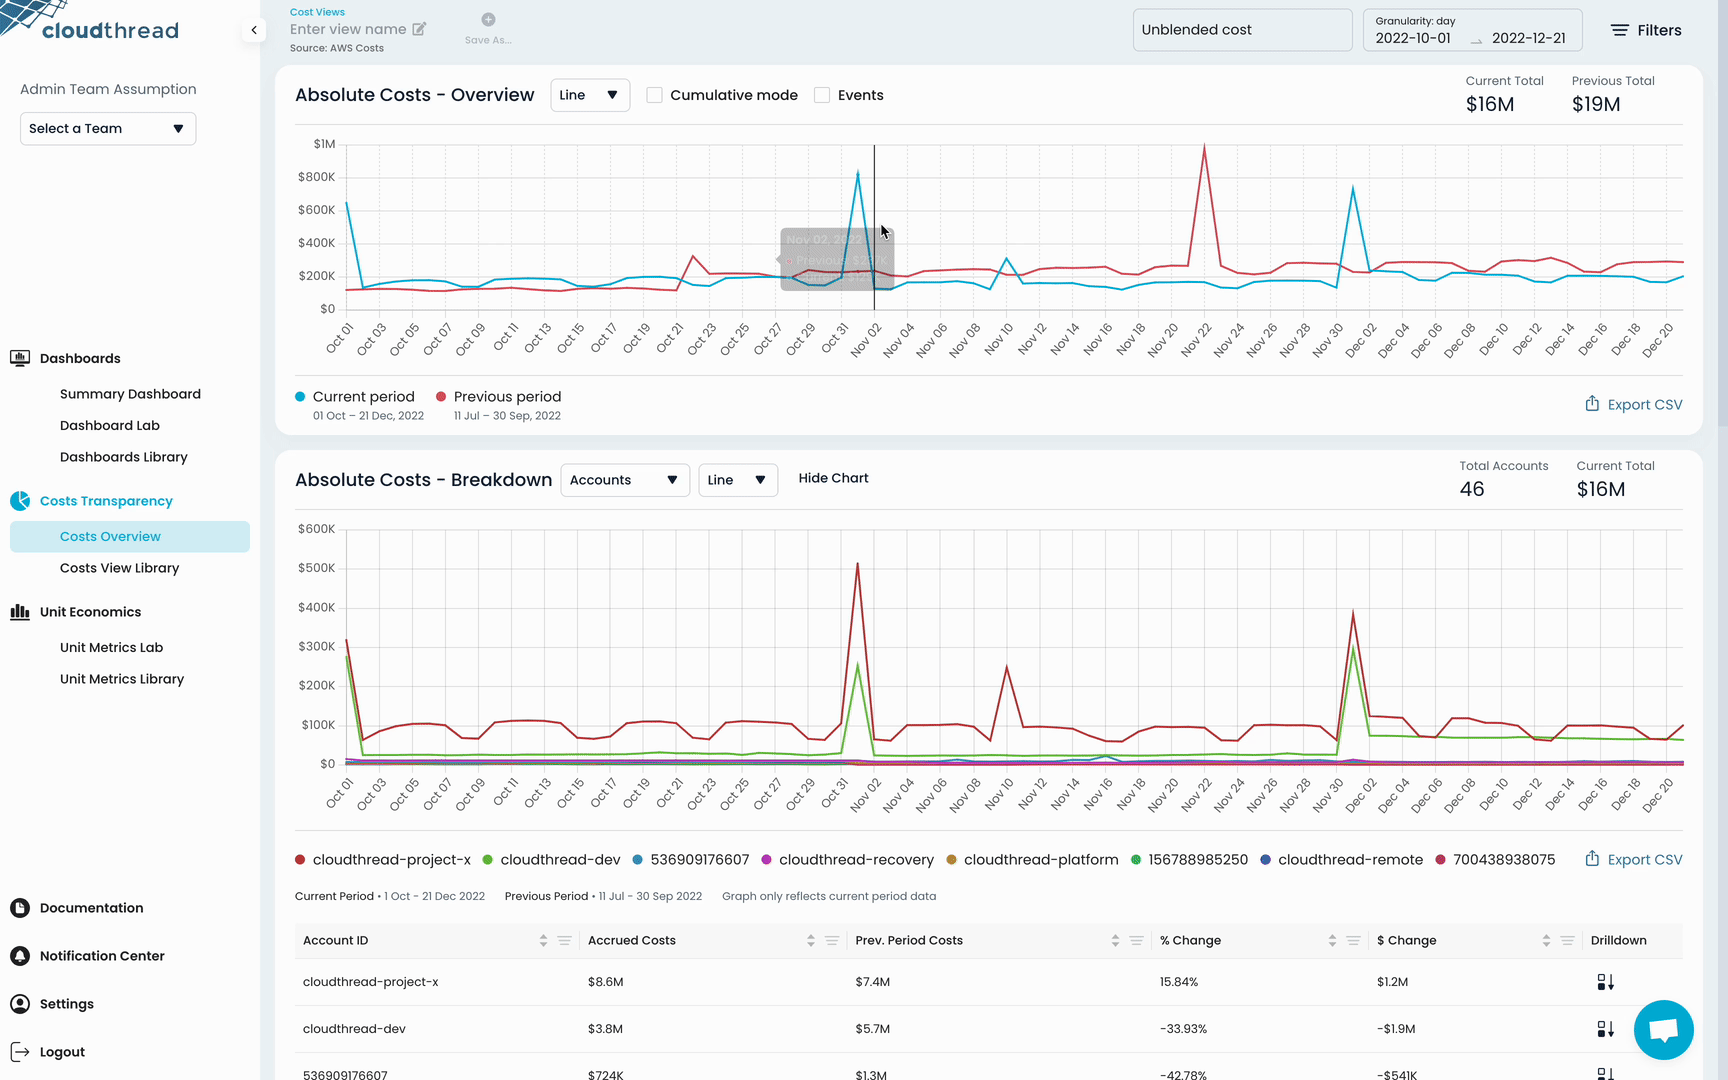 cloudthread
Admin Team Assumption
Select a Team
Dashboards
Summary Dashboard
Dashboard Lab
Dashboards Library
Costs Transparency
Costs Overview
Costs View Library
Unit Economics
Unit Metrics Lab
Unit Metrics Library
Documentation
Notification Center
Settings
Logout
Cost Views
Enter view name
Source: AWS Costs
Save As...
Unblended cost
Granularity: day
2022-10-01 → 2022-12-21
Filters
Absolute Costs - Overview
Line
Cumulative mode
Events
Current Total
$16M
Previous Total
$19M
$1M
$800K
$600K
$400K
$200K
$0
Nov 02, 2022
Previous
Oct 01 Oct 03 Oct 05 Oct 07 Oct 09 Oct 11 Oct 13 Oct 15 Oct 17 Oct 19 Oct 21 Oct 23 Oct 25 Oct 27 Oct 29 Oct 31 Nov 02 Nov 04 Nov 06 Nov 08 Nov 10 Nov 12 Nov 14 Nov 16 Nov 18 Nov 20 Nov 22 Nov 24 Nov 26 Nov 28 Nov 30 Dec 02 Dec 04 Dec 06 Dec 08 Dec 10 Dec 12 Dec 14 Dec 16 Dec 18 Dec 20
Current period
01 Oct – 21 Dec, 2022
Previous period
11 Jul – 30 Sep, 2022
Export CSV
Absolute Costs - Breakdown
Accounts
Line
Hide Chart
Total Accounts
46
Current Total
$16M
$600K
$500K
$400K
$300K
$200K
$100K
$0
Oct 01 Oct 03 Oct 05 Oct 07 Oct 09 Oct 11 Oct 13 Oct 15 Oct 17 Oct 19 Oct 21 Oct 23 Oct 25 Oct 27 Oct 29 Oct 31 Nov 02 Nov 04 Nov 06 Nov 08 Nov 10 Nov 12 Nov 14 Nov 16 Nov 18 Nov 20 Nov 22 Nov 24 Nov 26 Nov 28 Nov 30 Dec 02 Dec 04 Dec 06 Dec 08 Dec 10 Dec 12 Dec 14 Dec 16 Dec 18 Dec 20
cloudthread-project-x cloudthread-dev 536909176607 cloudthread-recovery cloudthread-platform 156788985250 cloudthread-remote 700438938075
Export CSV
Current Period • 1 Oct - 21 Dec 2022 Previous Period • 11 Jul - 30 Sep 2022 Graph only reflects current period data
Account ID Accrued Costs Prev. Period Costs % Change $ Change Drilldown
cloudthread-project-x $8.6M $7.4M 15.84% $1.2M
cloudthread-dev $3.8M $5.7M -33.93% -$1.9M
536909176607 $724K $1.3M -42.78% -$541K